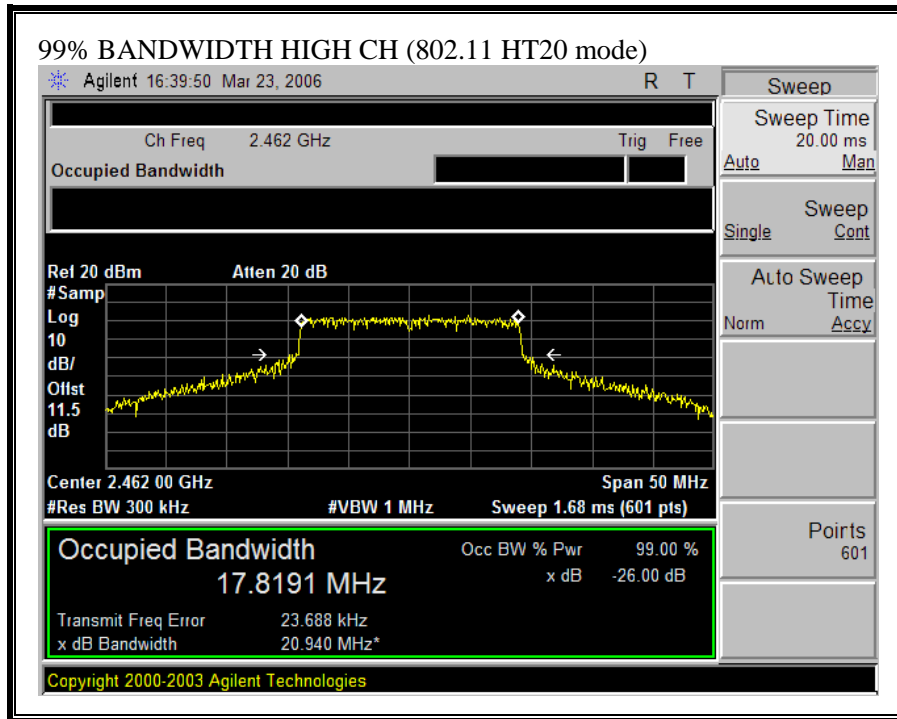 99% BANDWIDTH HIGH CH (802.11 HT20 mode)
Agilent 16:39:50 Mar 23, 2006 R T
Ch Freq 2.462 GHz Trig Free
Occupied Bandwidth
Ref 20 dBm Atten 20 dB
#Samp
Log
10
dB/
Offst
11.5
dB
Center 2.462 00 GHz Span 50 MHz
#Res BW 300 kHz #VBW 1 MHz Sweep 1.68 ms (601 pts)
Occupied Bandwidth Occ BW % Pwr 99.00 %
17.8191 MHz x dB -26.00 dB
Transmit Freq Error 23.688 kHz
x dB Bandwidth 20.940 MHz*
Copyright 2000-2003 Agilent Technologies
Sweep
Sweep Time
20.00 ms
Auto Man
Sweep
Single Cont
Auto Sweep
Time
Norm Accy
Points
601